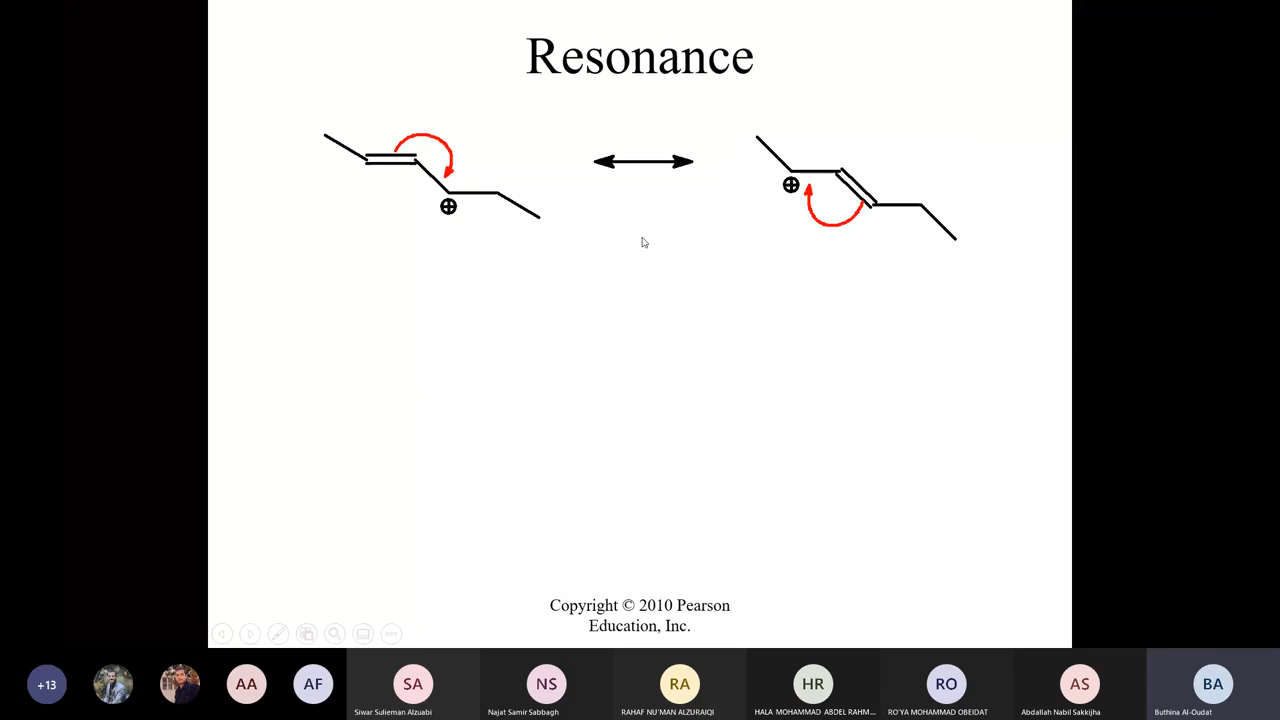 Resonance
⊕
⊕
Copyright © 2010 Pearson
Education, Inc.
+13
AA
AF
SA
NS
RA
HR
RO
AS
BA
Siwar Sulieman Alzuabi
Najat Samir Sabbagh
RAHAF NU'MAN ALZURAIQI
HALA MOHAMMAD ABDEL RAHM...
RO'YA MOHAMMAD OBEIDAT
Abdallah Nabil Sakkijha
Buthina Al-Oudat